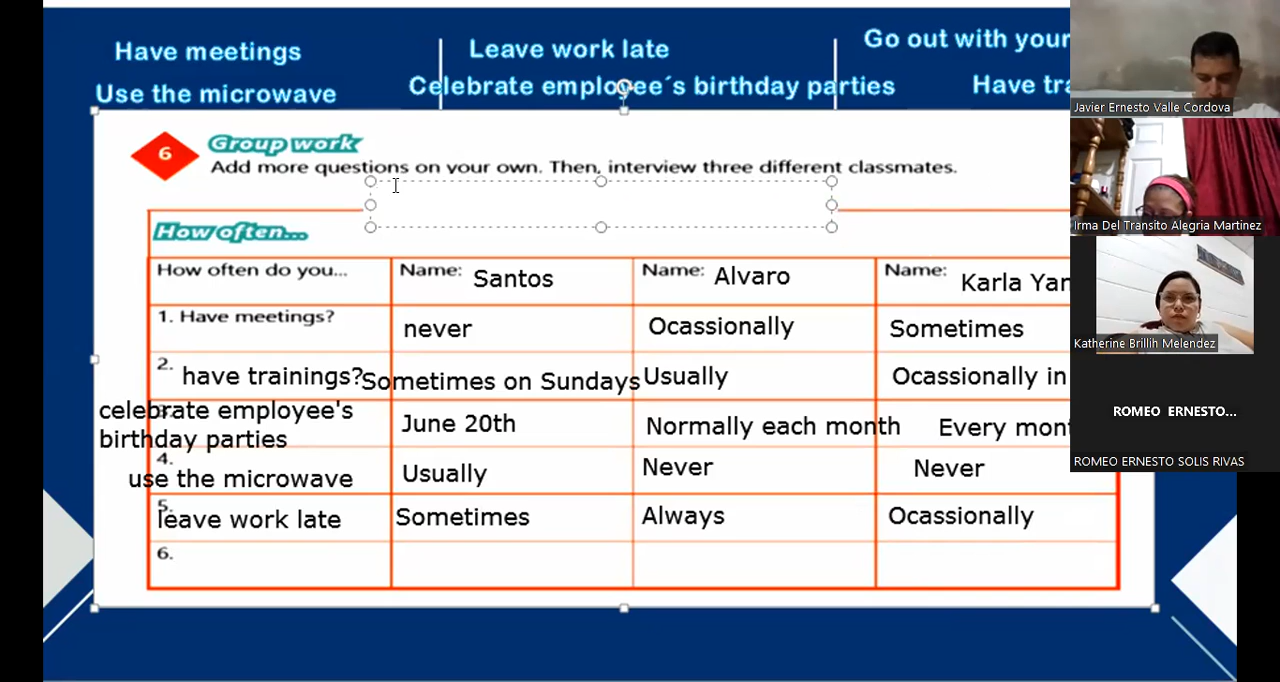 Have meetings
Leave work late
Go out with your
Use the microwave
Celebrate employee´s birthday parties
Have tra
6
Group work
Add more questions on your own. Then, interview three different classmates.
How often...
How often do you...
Name: Santos
Name: Alvaro
Name: Karla Yan
1. Have meetings?
never
Ocassionally
Sometimes
2. have trainings?
Sometimes on Sundays
Usually
Ocassionally in
3. celebrate employee's
birthday parties
June 20th
Normally each month
Every mont
4. use the microwave
Usually
Never
Never
5. leave work late
Sometimes
Always
Ocassionally
6.
Javier Ernesto Valle Cordova
Irma Del Transito Alegria Martinez
Katherine Brillih Melendez
ROMEO ERNESTO...
ROMEO ERNESTO SOLIS RIVAS